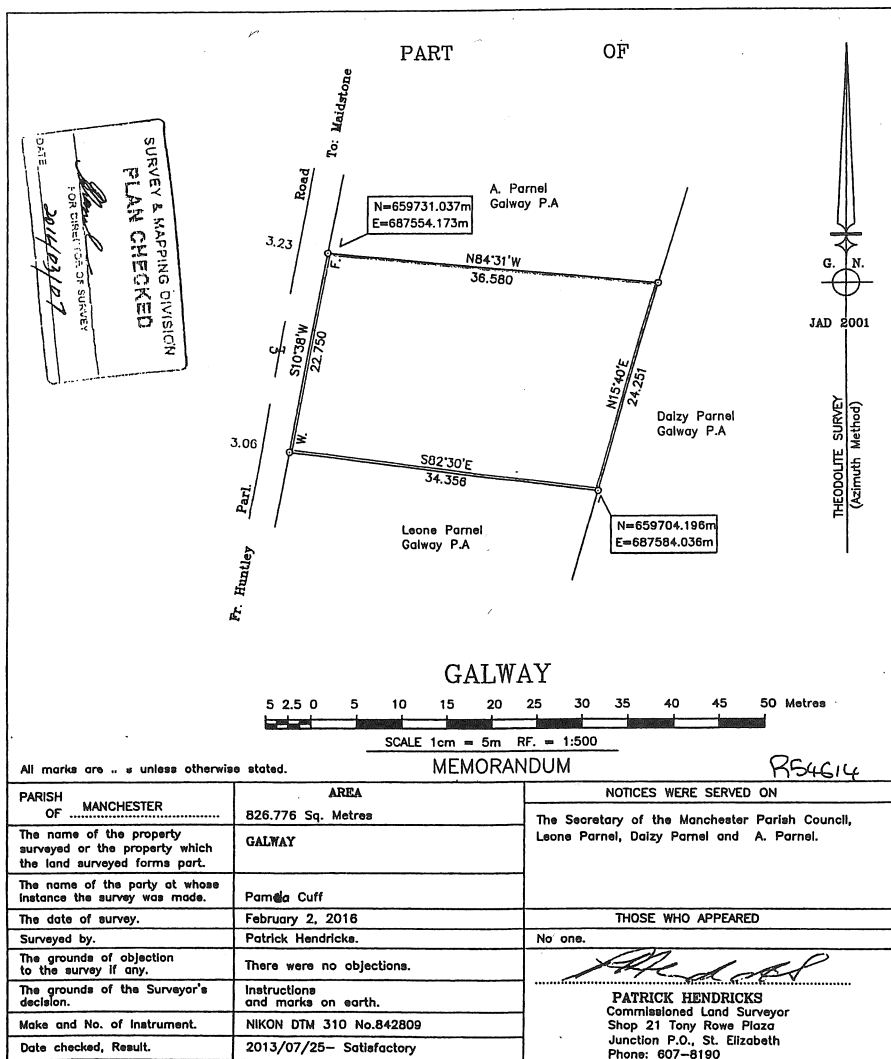 PART OF
SURVEY & MAPPING DIVISION
PLAN CHECKED
FOR DIRECTOR OF SURVEY
DATE
To: Maidstone
Road
A. Parnel
Galway P.A
N=659731.037m
E=687554.173m
3.23
F.
N84°31'W
36.580
G. N.
JAD 2001
S10°38'W
22.750
N15°40'E
24.251
Daizy Parnel
Galway P.A
THEODOLITE SURVEY
(Azimuth Method)
3.06
W.
S82°30'E
34.356
Parl.
Leone Parnel
Galway P.A
N=659704.196m
E=687584.036m
Fr. Huntley
GALWAY
5 2.5 0 5 10 15 20 25 30 35 40 45 50 Metres
SCALE 1cm = 5m RF. = 1:500
All marks are unless otherwise stated.
MEMORANDUM
R54614
PARISH
OF MANCHESTER
AREA
826.776 Sq. Metres
NOTICES WERE SERVED ON
The Secretary of the Manchester Parish Council,
Leone Parnel, Daizy Parnel and A. Parnel.
The name of the property
surveyed or the property which
the land surveyed forms part.
GALWAY
The name of the party at whose
instance the survey was made.
Pamela Cuff
The date of survey.
February 2, 2016
THOSE WHO APPEARED
Surveyed by.
Patrick Hendricks.
No one.
The grounds of objection
to the survey if any.
There were no objections.
The grounds of the Surveyor's
decision.
Instructions
and marks on earth.
Make and No. of Instrument.
NIKON DTM 310 No.842809
Date checked, Result.
2013/07/25- Satisfactory
PATRICK HENDRICKS
Commissioned Land Surveyor
Shop 21 Tony Rowe Plaza
Junction P.O., St. Elizabeth
Phone: 607-8190